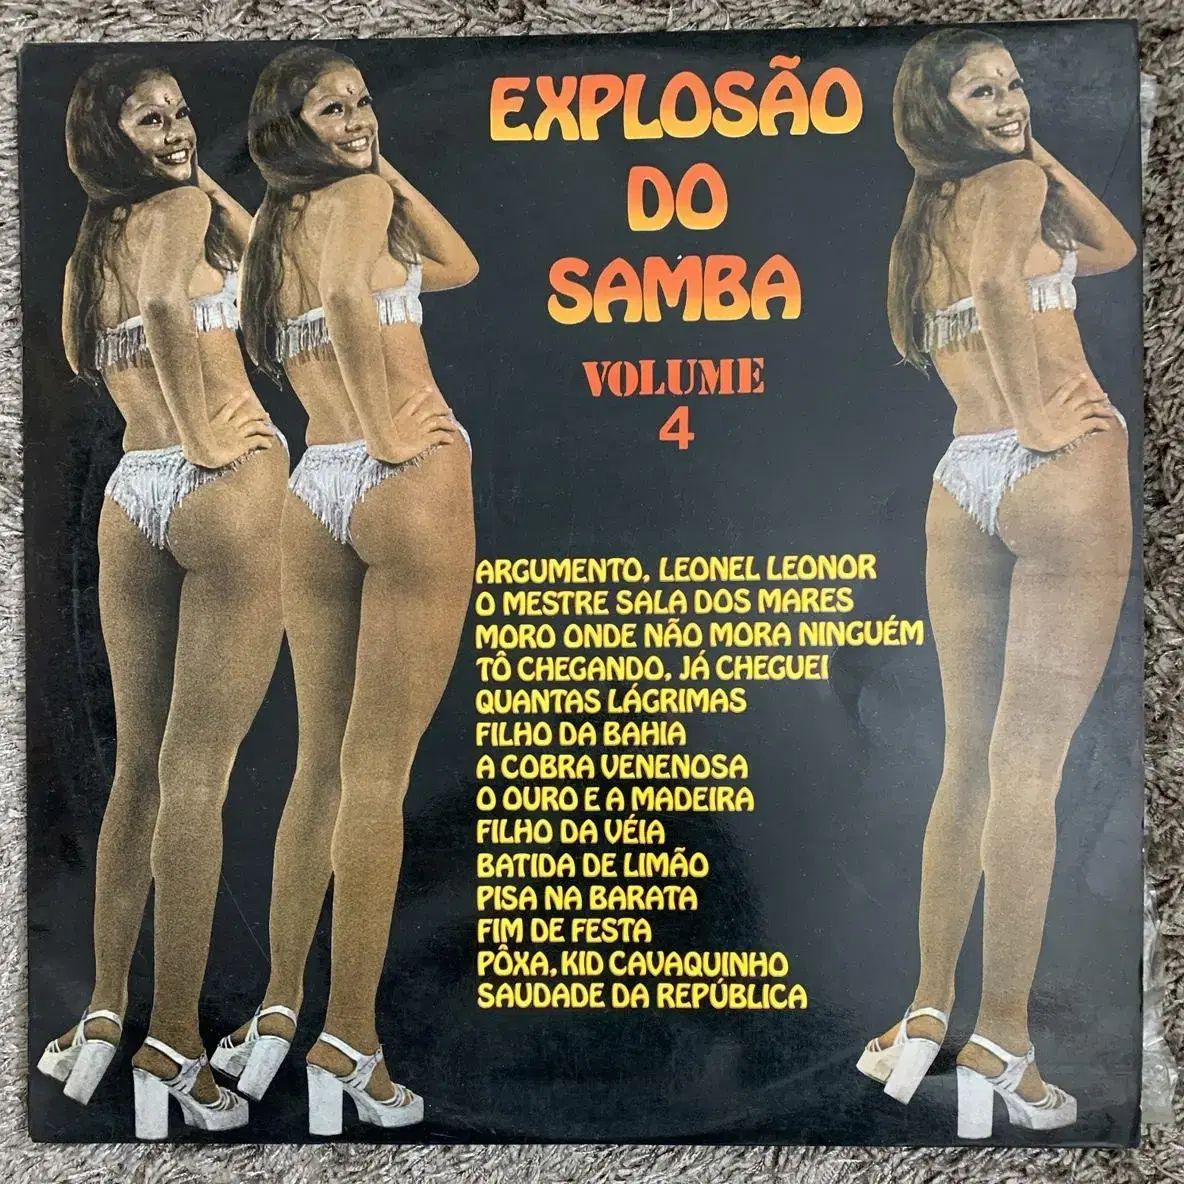 EXPLOSÃO
DO
SAMBA
VOLUME
4
ARGUMENTO, LEONEL LEONOR
O MESTRE SALA DOS MARES
MORO ONDE NÃO MORA NINGUÉM
TÔ CHEGANDO, JÁ CHEGUEI
QUANTAS LÁGRIMAS
FILHO DA BAHIA
A COBRA VENENOSA
O OURO E A MADEIRA
FILHO DA VÉIA
BATIDA DE LIMÃO
PISA NA BARATA
FIM DE FESTA
PÔXA, KID CAVAQUINHO
SAUDADE DA REPÚBLICA